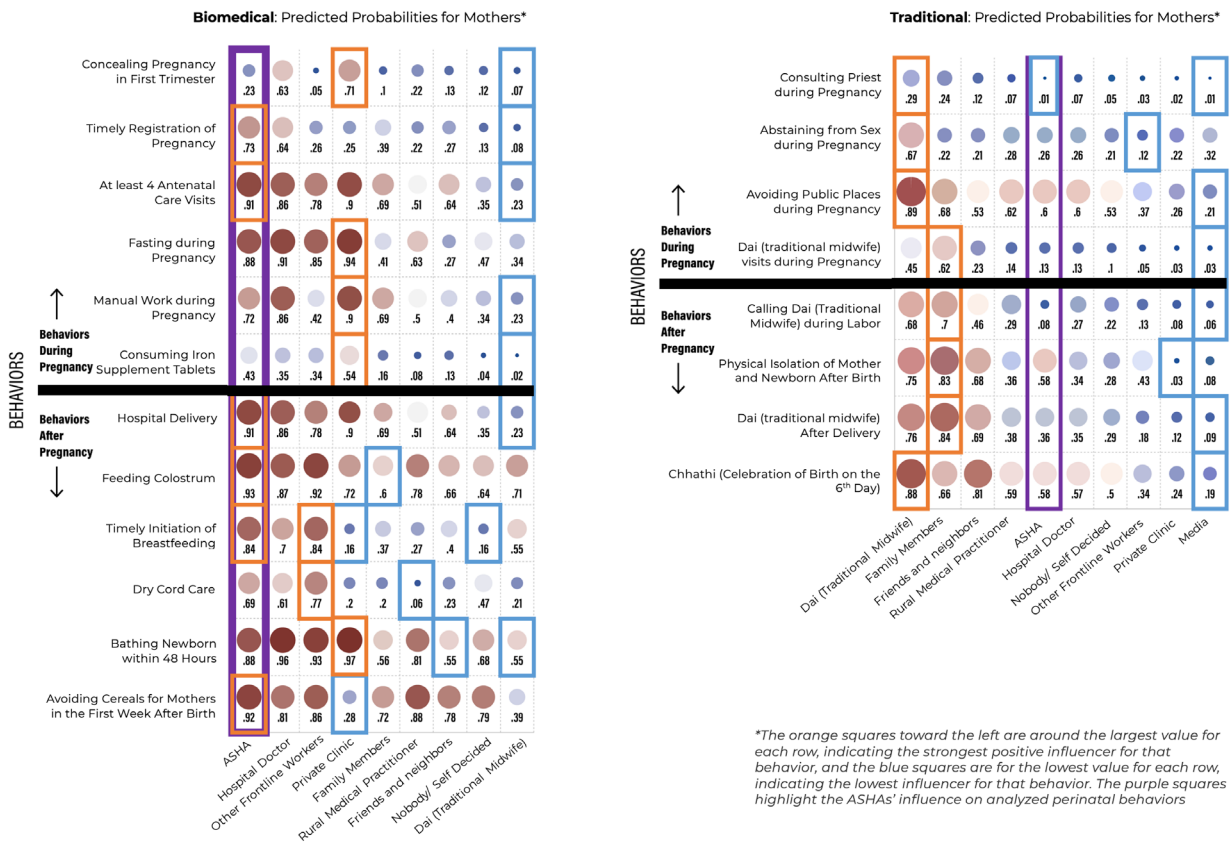 Biomedical: Predicted Probabilities for Mothers*
BEHAVIORS
Behaviors
During
Pregnancy
Behaviors
After
Pregnancy
Concealing Pregnancy
in First Trimester
.23 .63 .05 .71 .1 .22 .13 .12 .07
Timely Registration of
Pregnancy
.73 .64 .26 .25 .39 .22 .27 .13 .08
At least 4 Antenatal
Care Visits
.91 .86 .78 .9 .69 .51 .64 .35 .23
Fasting during
Pregnancy
.88 .91 .85 .94 .41 .63 .27 .47 .34
Manual Work during
Pregnancy
.72 .86 .42 .9 .69 .5 .4 .34 .23
Consuming Iron
Supplement Tablets
.43 .35 .34 .54 .16 .08 .13 .04 .02
Hospital Delivery
.91 .86 .78 .9 .69 .51 .64 .35 .23
Feeding Colostrum
.93 .87 .92 .72 .6 .78 .66 .64 .71
Timely Initiation of
Breastfeeding
.84 .7 .84 .16 .37 .27 .4 .16 .55
Dry Cord Care
.69 .61 .77 .2 .2 .06 .23 .47 .21
Bathing Newborn
within 48 Hours
.88 .96 .93 .97 .56 .81 .55 .68 .55
Avoiding Cereals for Mothers
in the First Week After Birth
.92 .81 .86 .28 .72 .88 .78 .79 .39
ASHA
Hospital Doctor
Other Frontline Workers
Private Clinic
Family Members
Rural Medical Practitioner
Friends and neighbors
Nobody/ Self Decided
Dai (Traditional Midwife)
Traditional: Predicted Probabilities for Mothers*
BEHAVIORS
Behaviors
During
Pregnancy
Behaviors
After
Pregnancy
Consulting Priest
during Pregnancy
.29 .24 .12 .07 .01 .07 .05 .03 .02 .01
Abstaining from Sex
during Pregnancy
.67 .22 .21 .28 .26 .26 .21 .12 .22 .32
Avoiding Public Places
during Pregnancy
.89 .68 .53 .62 .6 .6 .53 .37 .26 .21
Dai (traditional midwife)
visits during Pregnancy
.45 .62 .23 .14 .13 .13 .1 .05 .03 .03
Calling Dai (Traditional
Midwife) during Labor
.68 .7 .46 .29 .08 .27 .22 .13 .08 .06
Physical Isolation of Mother
and Newborn After Birth
.75 .83 .68 .36 .58 .34 .28 .43 .03 .08
Dai (traditional midwife)
After Delivery
.76 .84 .69 .38 .36 .35 .29 .18 .12 .09
Chhathi (Celebration of Birth on the
6th Day)
.88 .66 .81 .59 .58 .57 .5 .34 .24 .19
Dai (Traditional Midwife)
Family Members
Friends and neighbors
Rural Medical Practitioner
ASHA
Hospital Doctor
Nobody/ Self Decided
Other Frontline Workers
Private Clinic
Media
*The orange squares toward the left are around the largest value for
each row, indicating the strongest positive influencer for that
behavior, and the blue squares are for the lowest value for each row,
indicating the lowest influencer for that behavior. The purple squares
highlight the ASHAs' influence on analyzed perinatal behaviors